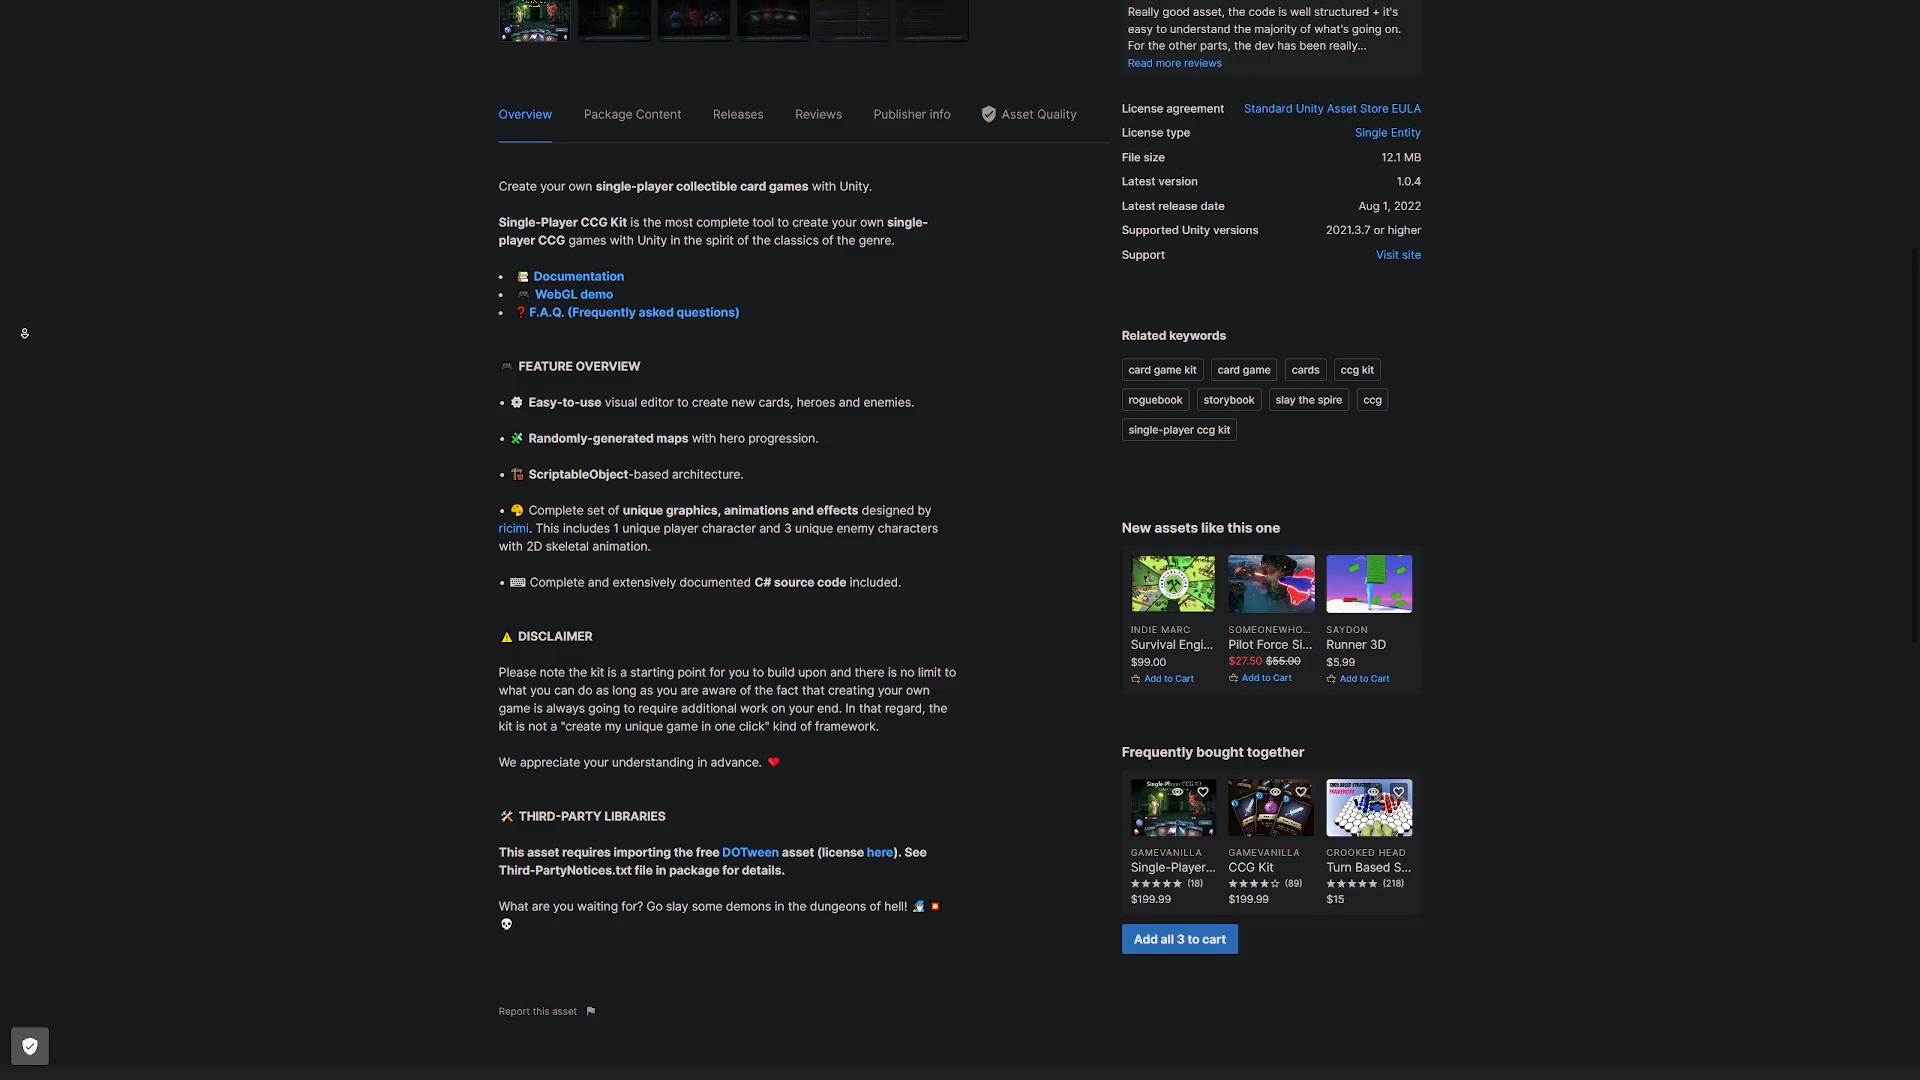 Really good asset, the code is well structured + it's
easy to understand the majority of what's going on.
For the other parts, the dev has been really...
Read more reviews
Overview
Package Content
Releases
Reviews
Publisher info
Asset Quality
Create your own single-player collectible card games with Unity.
Single-Player CCG Kit is the most complete tool to create your own single-
player CCG games with Unity in the spirit of the classics of the genre.
• Documentation
• WebGL demo
• F.A.Q. (Frequently asked questions)
FEATURE OVERVIEW
• Easy-to-use visual editor to create new cards, heroes and enemies.
• Randomly-generated maps with hero progression.
• ScriptableObject-based architecture.
• Complete set of unique graphics, animations and effects designed by
ricimi. This includes 1 unique player character and 3 unique enemy characters
with 2D skeletal animation.
• Complete and extensively documented C# source code included.
DISCLAIMER
Please note the kit is a starting point for you to build upon and there is no limit to
what you can do as long as you are aware of the fact that creating your own
game is always going to require additional work on your end. In that regard, the
kit is not a "create my unique game in one click" kind of framework.
We appreciate your understanding in advance.
THIRD-PARTY LIBRARIES
This asset requires importing the free DOTween asset (license here). See
Third-PartyNotices.txt file in package for details.
What are you waiting for? Go slay some demons in the dungeons of hell!
Report this asset
License agreement Standard Unity Asset Store EULA
License type Single Entity
File size 12.1 MB
Latest version 1.0.4
Latest release date Aug 1, 2022
Supported Unity versions 2021.3.7 or higher
Support Visit site
Related keywords
card game kit card game cards ccg kit
roguebook storybook slay the spire ccg
single-player ccg kit
New assets like this one
INDIE MARC
Survival Engi...
$99.00
Add to Cart
SOMEONEWHO...
Pilot Force Si...
$27.50 $55.00
Add to Cart
SAYDON
Runner 3D
$5.99
Add to Cart
Frequently bought together
Single-Player CCG Kit
GAMEVANILLA
Single-Player...
(18)
$199.99
GAMEVANILLA
CCG Kit
(89)
$199.99
TURN BASED STRATEGY
FRAMEWORK
CROOKED HEAD
Turn Based S...
(218)
$15
Add all 3 to cart